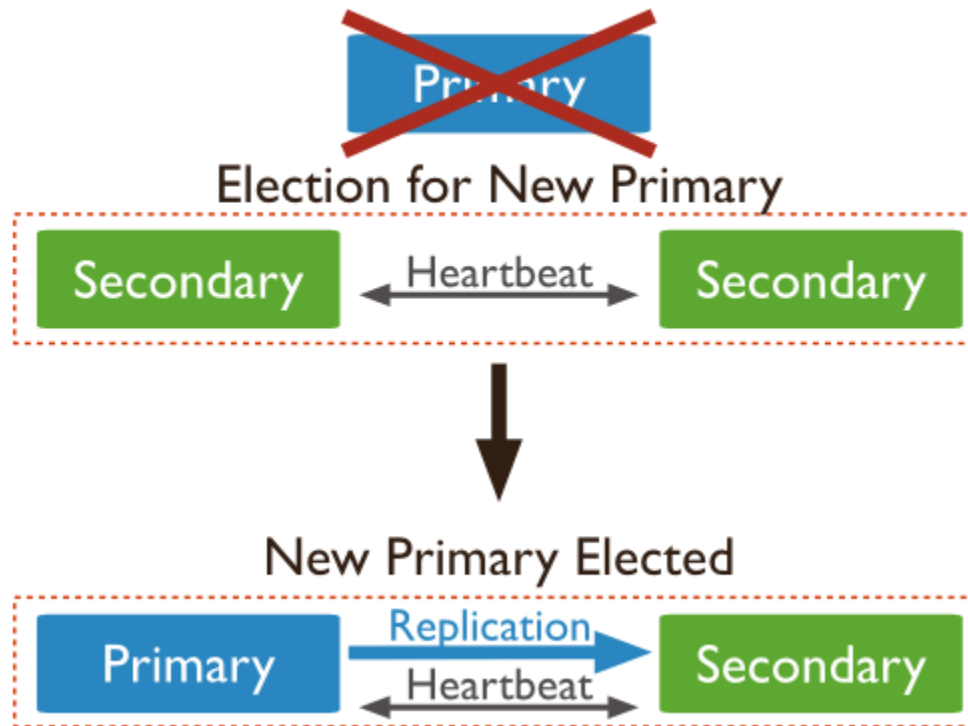 Primary
Election for New Primary
Secondary Heartbeat Secondary
New Primary Elected
Replication
Primary Secondary
Heartbeat